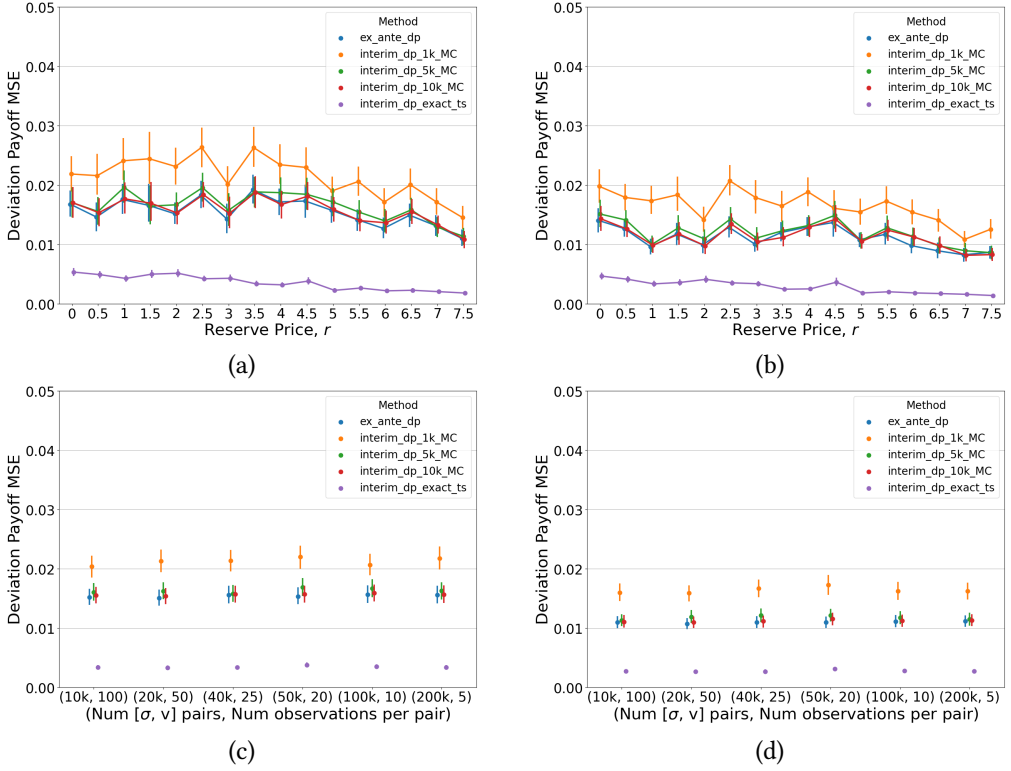 0.05
0.04
0.03
0.02
0.01
0.00
Deviation Payoff MSE
Method
ex_ante_dp
interim_dp_1k_MC
interim_dp_5k_MC
interim_dp_10k_MC
interim_dp_exact_ts
0 0.5 1 1.5 2 2.5 3 3.5 4 4.5 5 5.5 6 6.5 7 7.5
Reserve Price, r
(a)
0.05
0.04
0.03
0.02
0.01
0.00
Deviation Payoff MSE
Method
ex_ante_dp
interim_dp_1k_MC
interim_dp_5k_MC
interim_dp_10k_MC
interim_dp_exact_ts
0 0.5 1 1.5 2 2.5 3 3.5 4 4.5 5 5.5 6 6.5 7 7.5
Reserve Price, r
(b)
0.05
0.04
0.03
0.02
0.01
0.00
Deviation Payoff MSE
Method
ex_ante_dp
interim_dp_1k_MC
interim_dp_5k_MC
interim_dp_10k_MC
interim_dp_exact_ts
(10k, 100) (20k, 50) (40k, 25) (50k, 20) (100k, 10) (200k, 5)
(Num [σ, v] pairs, Num observations per pair)
(c)
0.05
0.04
0.03
0.02
0.01
0.00
Deviation Payoff MSE
Method
ex_ante_dp
interim_dp_1k_MC
interim_dp_5k_MC
interim_dp_10k_MC
interim_dp_exact_ts
(10k, 100) (20k, 50) (40k, 25) (50k, 20) (100k, 10) (200k, 5)
(Num [σ, v] pairs, Num observations per pair)
(d)